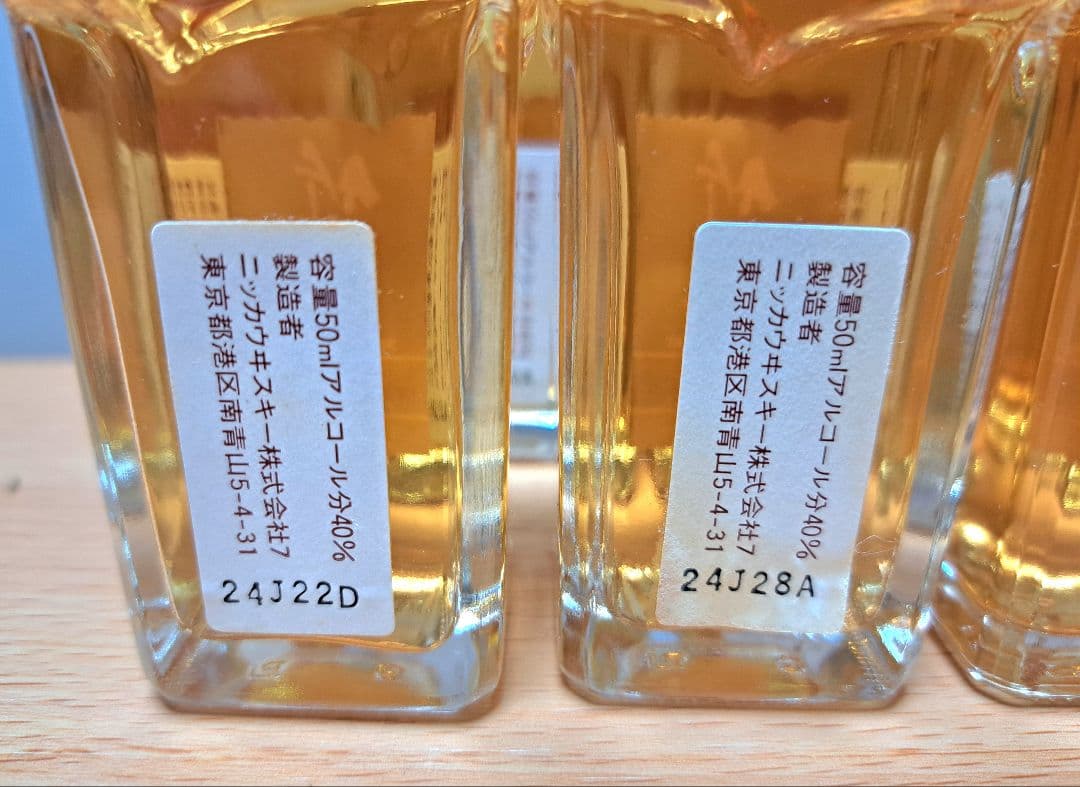 容量50mlアルコール分40%
製造者
ニッカウヰスキー株式会社7
東京都港区南青山5-4-31
24J22D
容量50mlアルコール分40%
製造者
ニッカウヰスキー株式会社7
東京都港区南青山5-4-31
24J28A